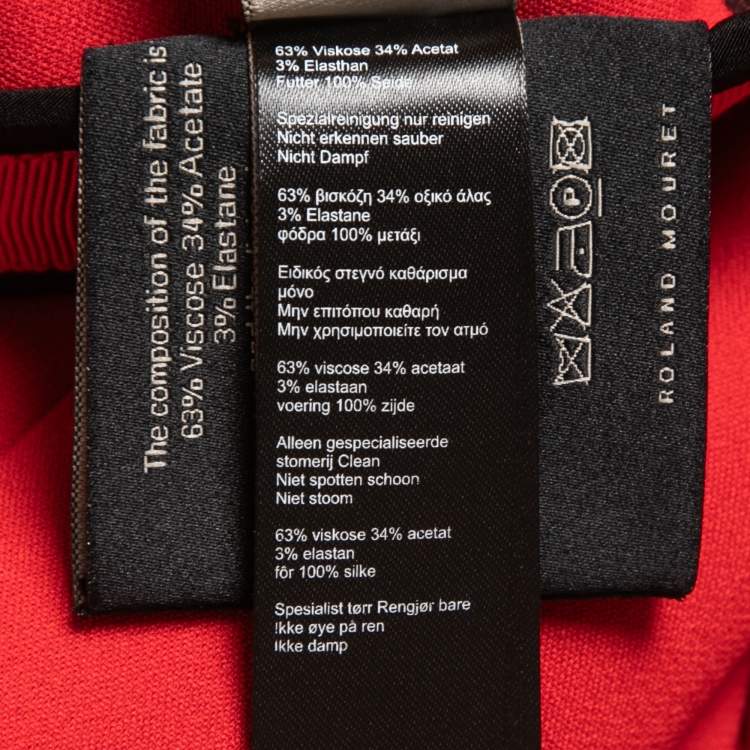 The composition of the fabric is
63% Viscose 34% Acetate
3% Elastane
63% Viskose 34% Acetat
3% Elasthan
Futter 100% Seide
Spezialreinigung nur reinigen
Nicht erkennen sauber
Nicht Dampf
63% βισκόζη 34% οξικό άλας
3% Elastane
φόδρα 100% μετάξι
Ειδικός στεγνό καθάρισμα
μόνο
Μην επιτόπου καθαρή
Μην χρησιμοποιείτε τον ατμό
63% viscose 34% acetaat
3% elastaan
voering 100% zijde
Alleen gespecialiseerde
stomerij Clean
Niet spotten schoon
Niet stoom
63% viskose 34% acetat
3% elastan
fôr 100% silke
Spesialist tørr Rengjør bare
Ikke øye på ren
Ikke damp
P
ROLAND MOURET